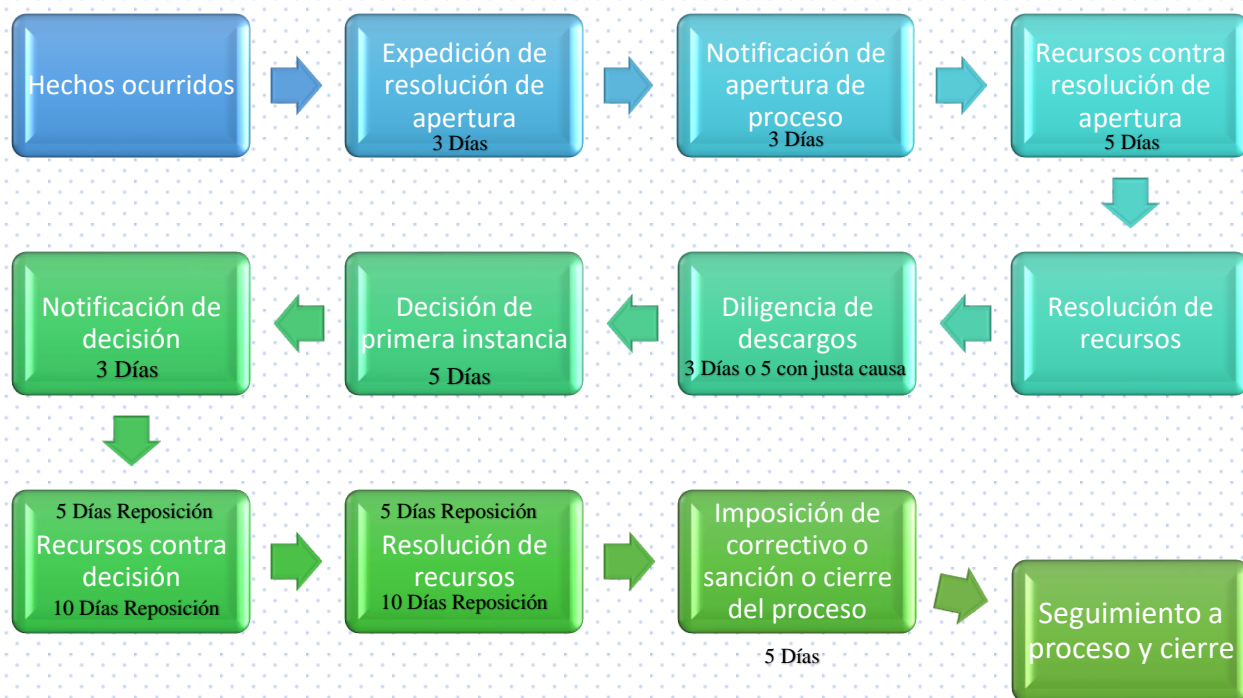 Hechos ocurridos
Expedición de
resolución de
apertura
3 Días
Notificación de
apertura de
proceso
3 Días
Recursos contra
resolución de
apertura
5 Días
Resolución de
recursos
Diligencia de
descargos
3 Días o 5 con justa causa
Decisión de
primera instancia
5 Días
Notificación de
decisión
3 Días
5 Días Reposición
Recursos contra
decisión
10 Días Reposición
5 Días Reposición
Resolución de
recursos
10 Días Reposición
Imposición de
correctivo o
sanción o cierre
del proceso
5 Días
Seguimiento a
proceso y cierre